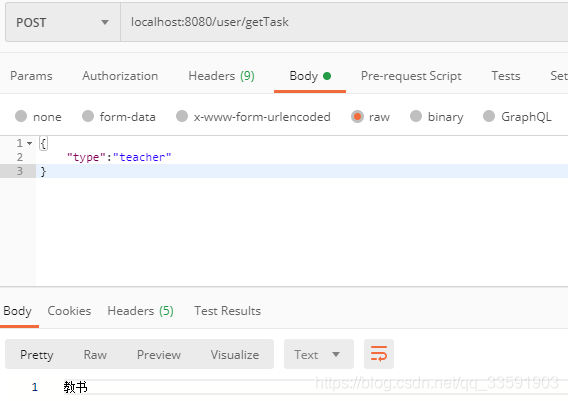 POST localhost:8080/user/getTask
Params Authorization Headers (9) Body Pre-request Script Tests Set
none form-data x-www-form-urlencoded raw binary GraphQL
1 {
2 "type":"teacher"
3 }
Body Cookies Headers (5) Test Results
Pretty Raw Preview Visualize Text
1 教书
https://blog.csdn.net/qq_33591903